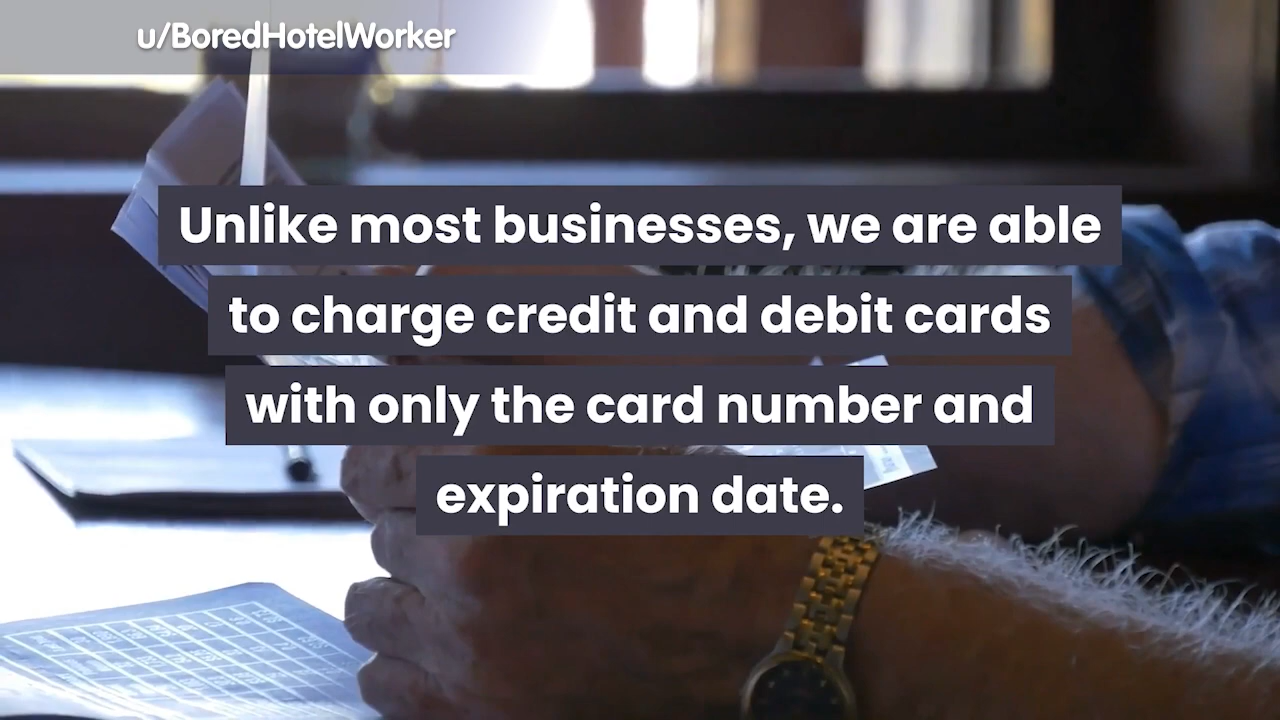 u/BoredHotelWorker
Unlike most businesses, we are able
to charge credit and debit cards
with only the card number and
expiration date.